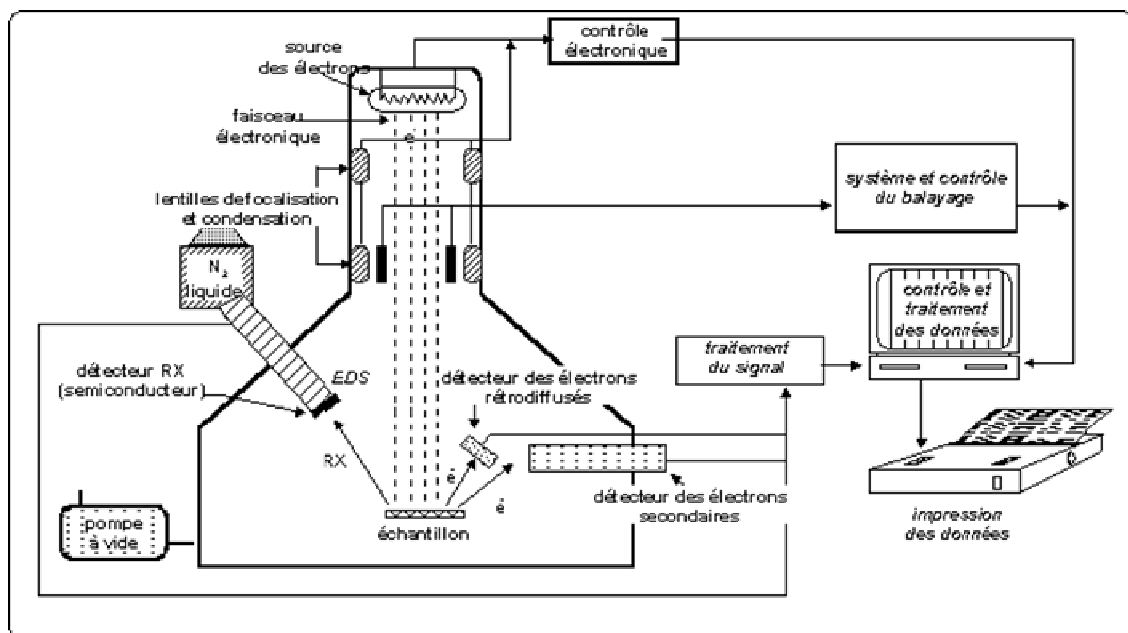 contrôle
électronique
source
des électrons
faisceau
électronique
é
lentilles defocalisation
et condensation
système et contrôle
du balayage
N2
liquide
contrôle et
traitement
des données
traitement
du signal
détecteur RX
(semiconducteur)
EDS
détecteur des électrons
rétrodiffusés
RX
é
é
détecteur des électrons
secondaires
échantillon
pompe
à vide
impression
des données